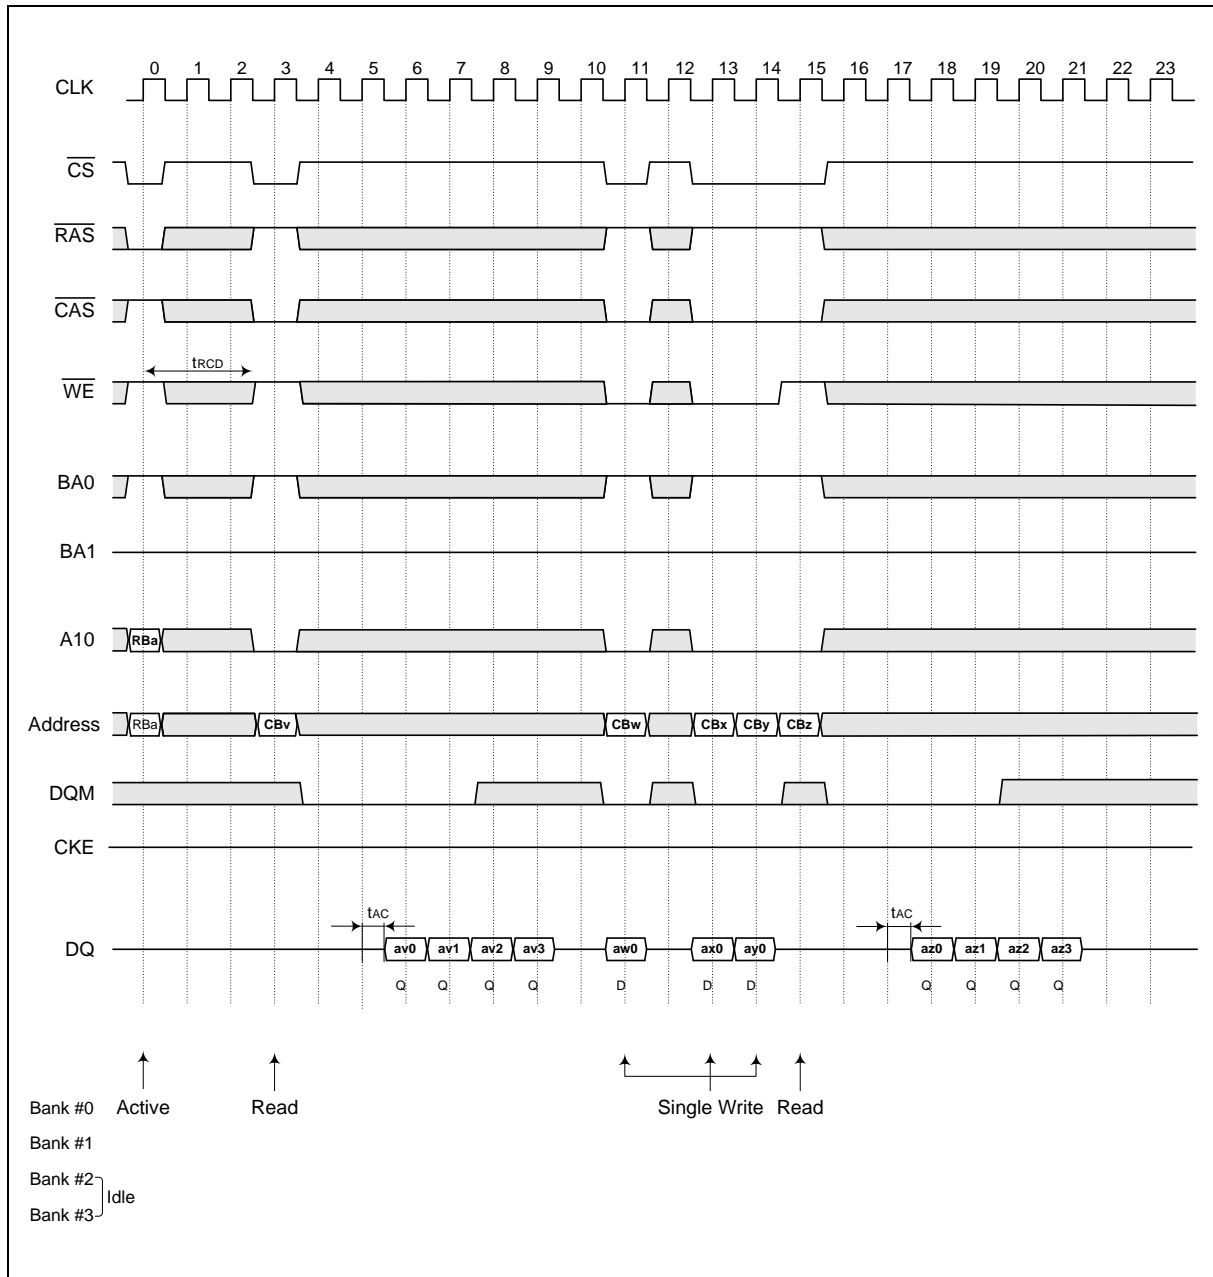 0 1 2 3 4 5 6 7 8 9 10 11 12 13 14 15 16 17 18 19 20 21 22 23
CLK
CS
RAS
CAS
tRCD
WE
BA0
BA1
A10 RBa
Address RBa CBv CBw CBx CBy CBz
DQM
CKE
tAC tAC
DQ av0 av1 av2 av3 aw0 ax0 ay0 az0 az1 az2 az3
Q Q Q Q D D D Q Q Q Q
Bank #0 Active Read Single Write Read
Bank #1
Bank #2
Idle
Bank #3